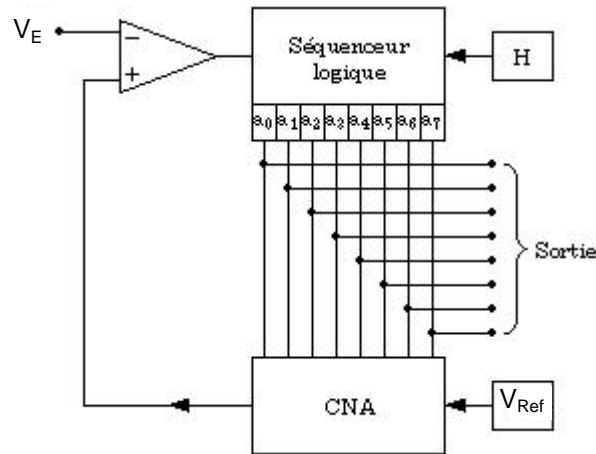 V_E
−
+
Séquenceur
logique
H
a0 a1 a2 a3 a4 a5 a6 a7
Sortie
CNA
V_Ref